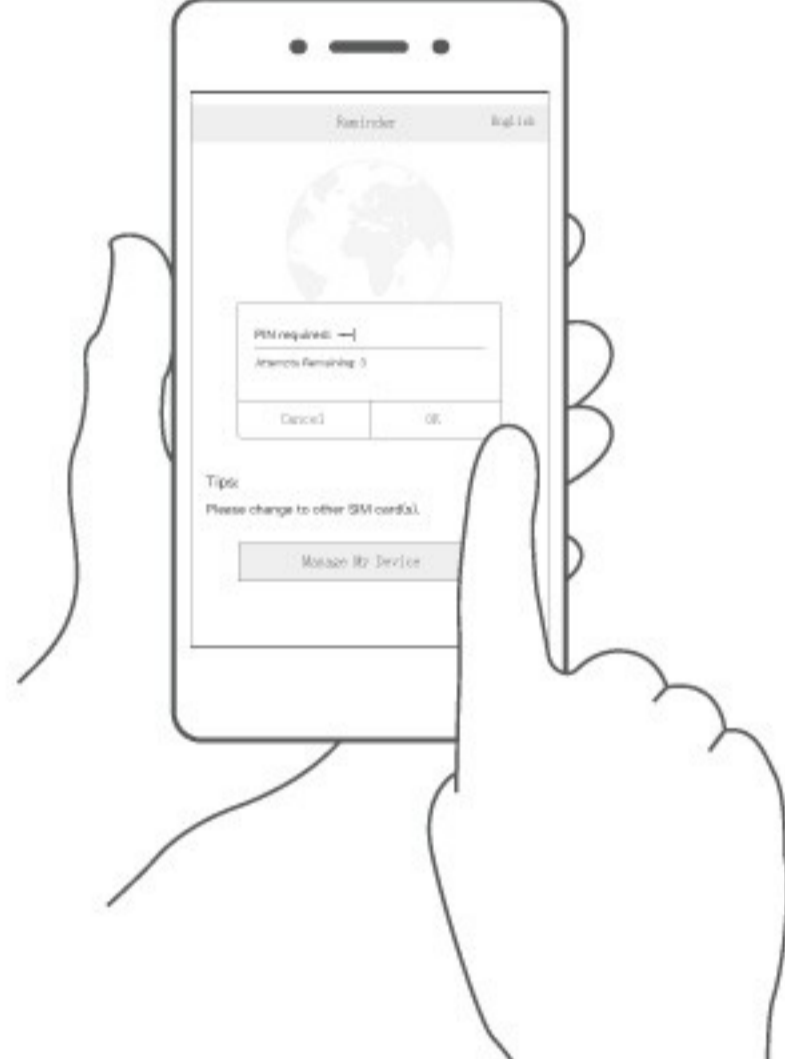 Reminder English
PIN required:
Attempts Remaining: 3
Cancel OK
Tips:
Please change to other SIM card(s).
Manage My Device